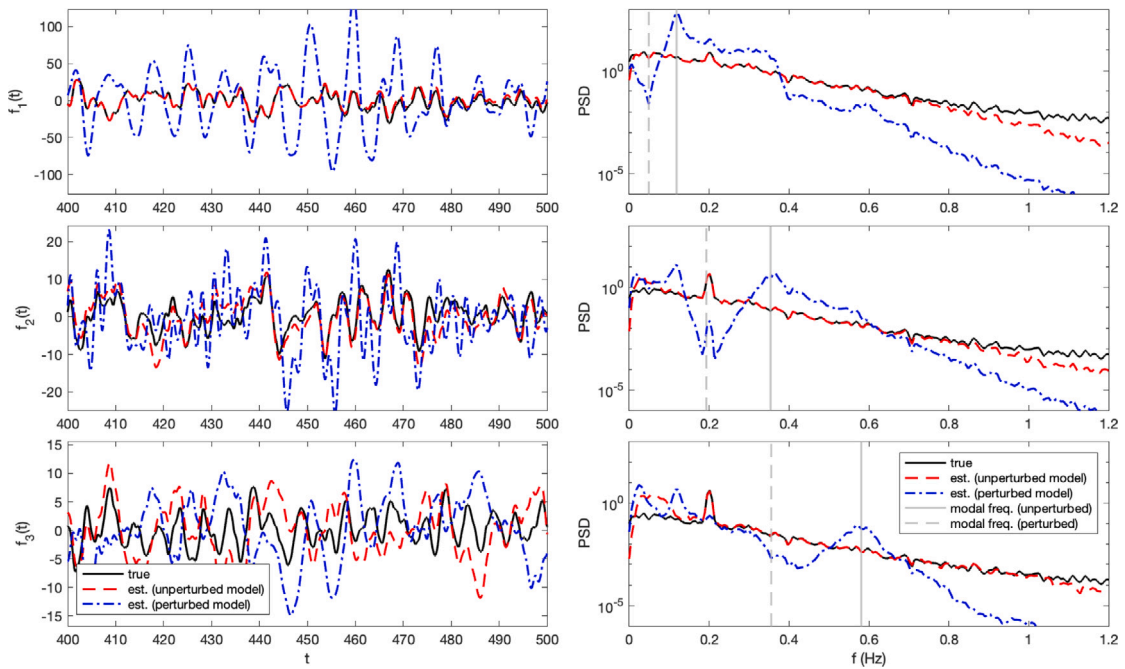 100
50
0
-50
-100
f1(t)
400 410 420 430 440 450 460 470 480 490 500
10^0
10^-5
PSD
0 0.2 0.4 0.6 0.8 1 1.2
20
10
0
-10
-20
f2(t)
400 410 420 430 440 450 460 470 480 490 500
10^0
10^-5
PSD
0 0.2 0.4 0.6 0.8 1 1.2
15
10
5
0
-5
-10
-15
f3(t)
true
est. (unperturbed model)
est. (perturbed model)
400 410 420 430 440 450 460 470 480 490 500
t
10^0
10^-5
PSD
true
est. (unperturbed model)
est. (perturbed model)
modal freq. (unperturbed)
modal freq. (perturbed)
0 0.2 0.4 0.6 0.8 1 1.2
f (Hz)